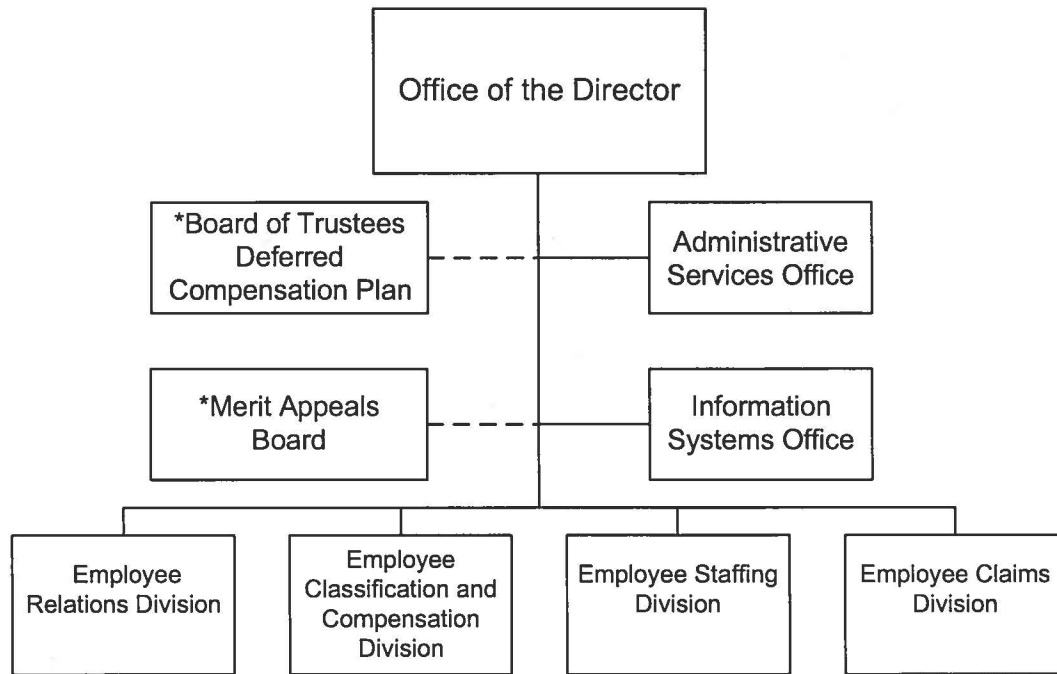 Office of the Director
*Board of Trustees
Deferred
Compensation Plan
Administrative
Services Office
*Merit Appeals
Board
Information
Systems Office
Employee
Relations Division
Employee
Classification and
Compensation
Division
Employee Staffing
Division
Employee Claims
Division